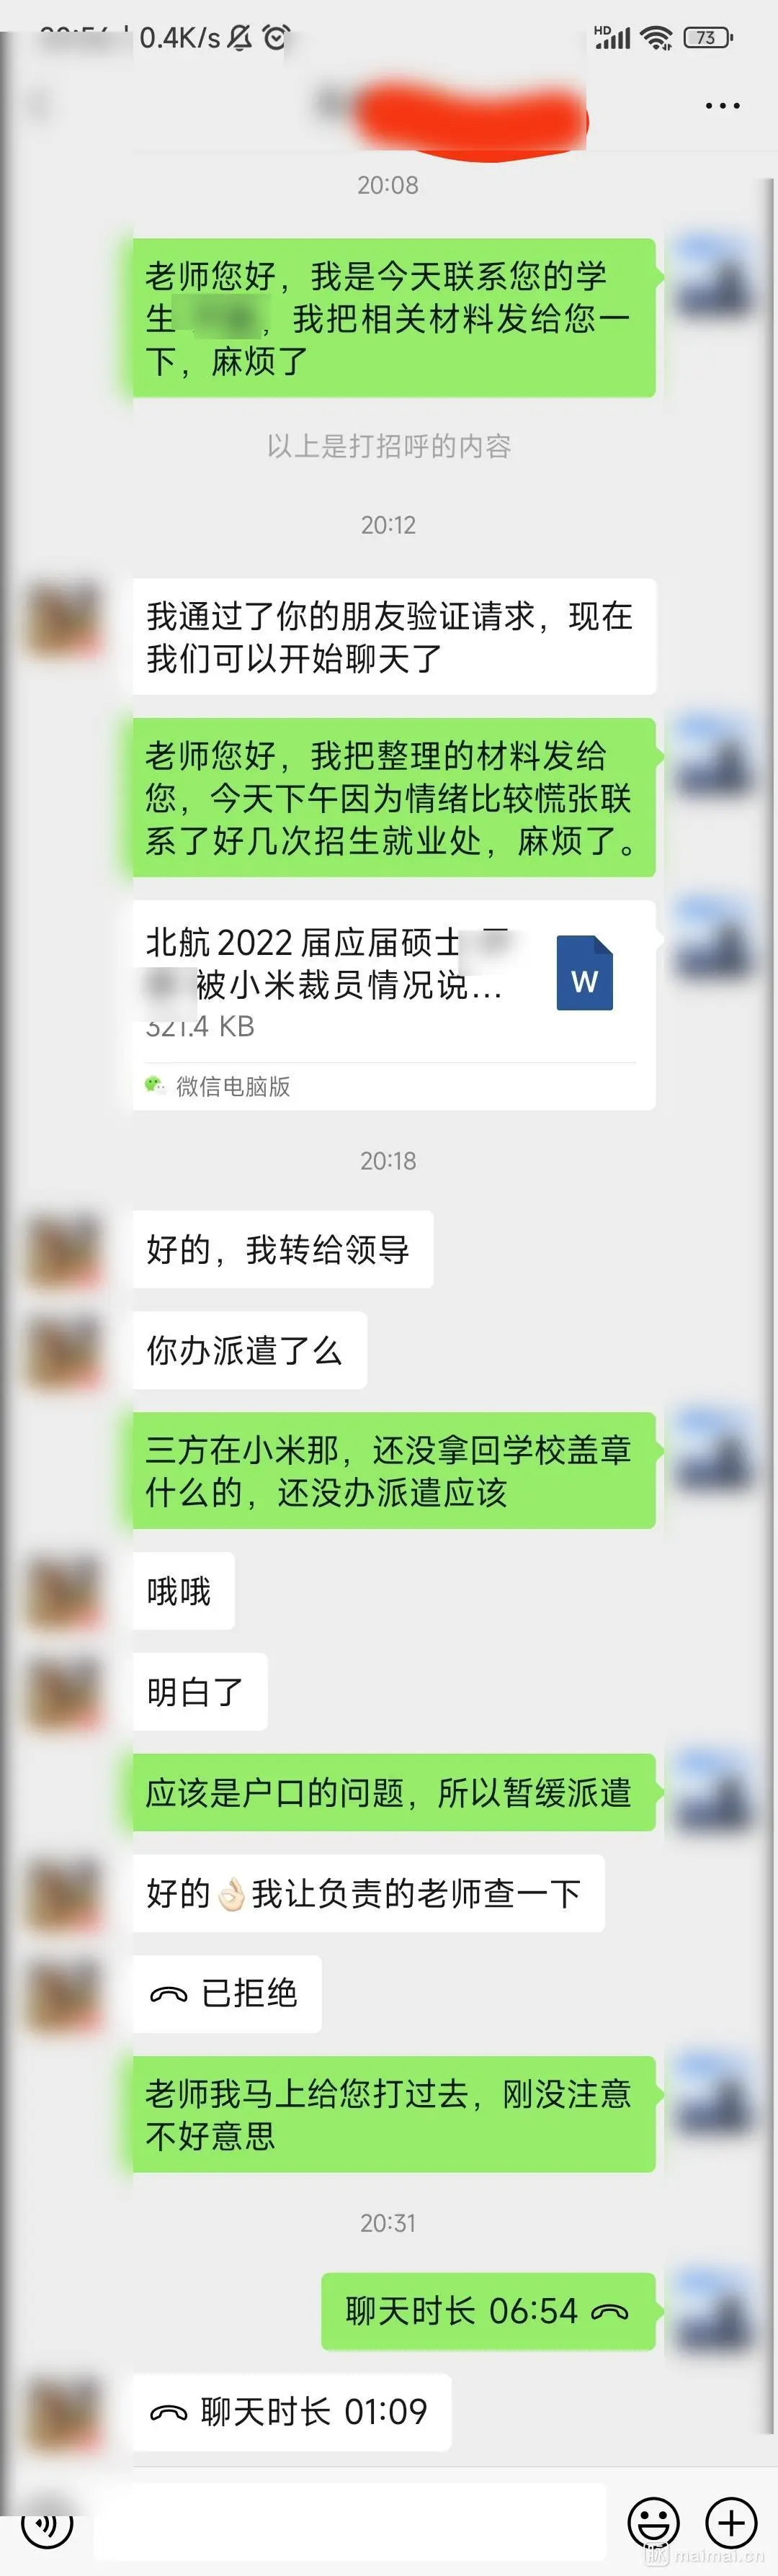 0.4K/s
HD
73
20:08
老师您好，我是今天联系您的学
生，我把相关材料发给您一
下，麻烦了
以上是打招呼的内容
20:12
我通过了你的朋友验证请求，现在
我们可以开始聊天了
老师您好，我把整理的材料发给
您，今天下午因为情绪比较慌张联
系了好几次招生就业处，麻烦了。
北航2022届应届硕士
被小米裁员情况说...
W
321.4 KB
微信电脑版
20:18
好的，我转给领导
你办派遣了么
三方在小米那，还没拿回学校盖章
什么的，还没办派遣应该
哦哦
明白了
应该是户口的问题，所以暂缓派遣
好的👌🏻我让负责的老师查一下
已拒绝
老师我马上给您打过去，刚没注意
不好意思
20:31
聊天时长 06:54
聊天时长 01:09
maimai.cn